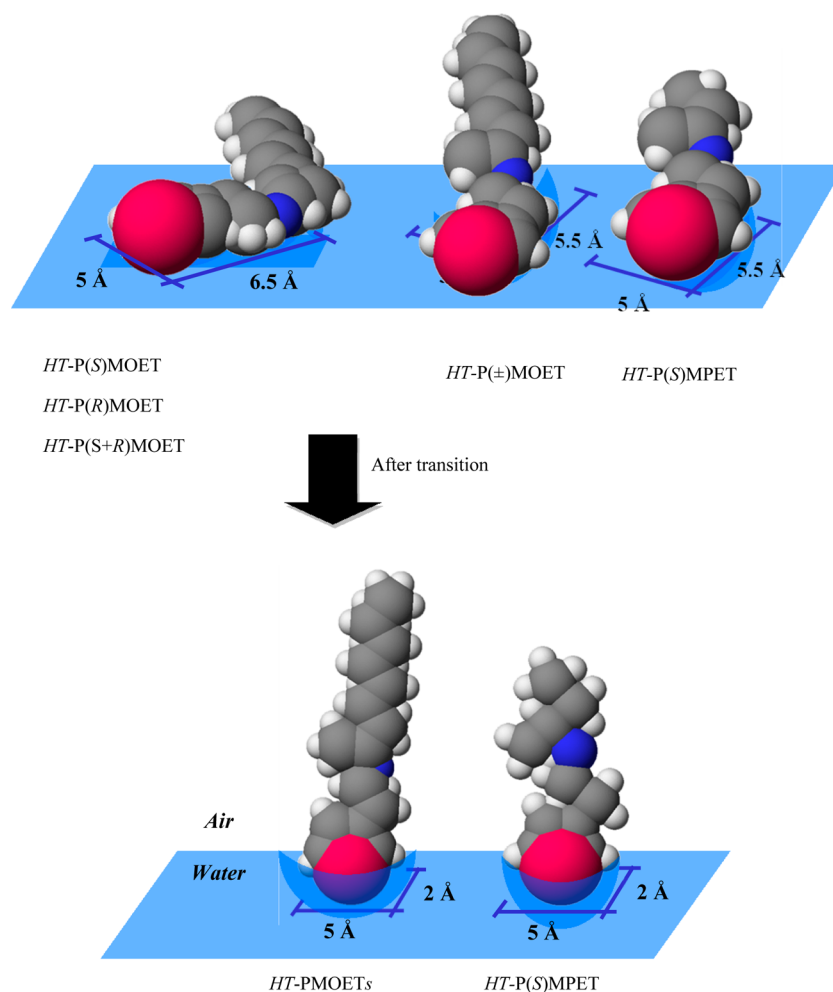 5 Å
6.5 Å
5.5 Å
5.5 Å
5 Å
HT-P(S)MOET
HT-P(±)MOET
HT-P(S)MPET
HT-P(R)MOET
HT-P(S+R)MOET
After transition
Air
Water
2 Å
2 Å
5 Å
5 Å
HT-PMOETs
HT-P(S)MPET